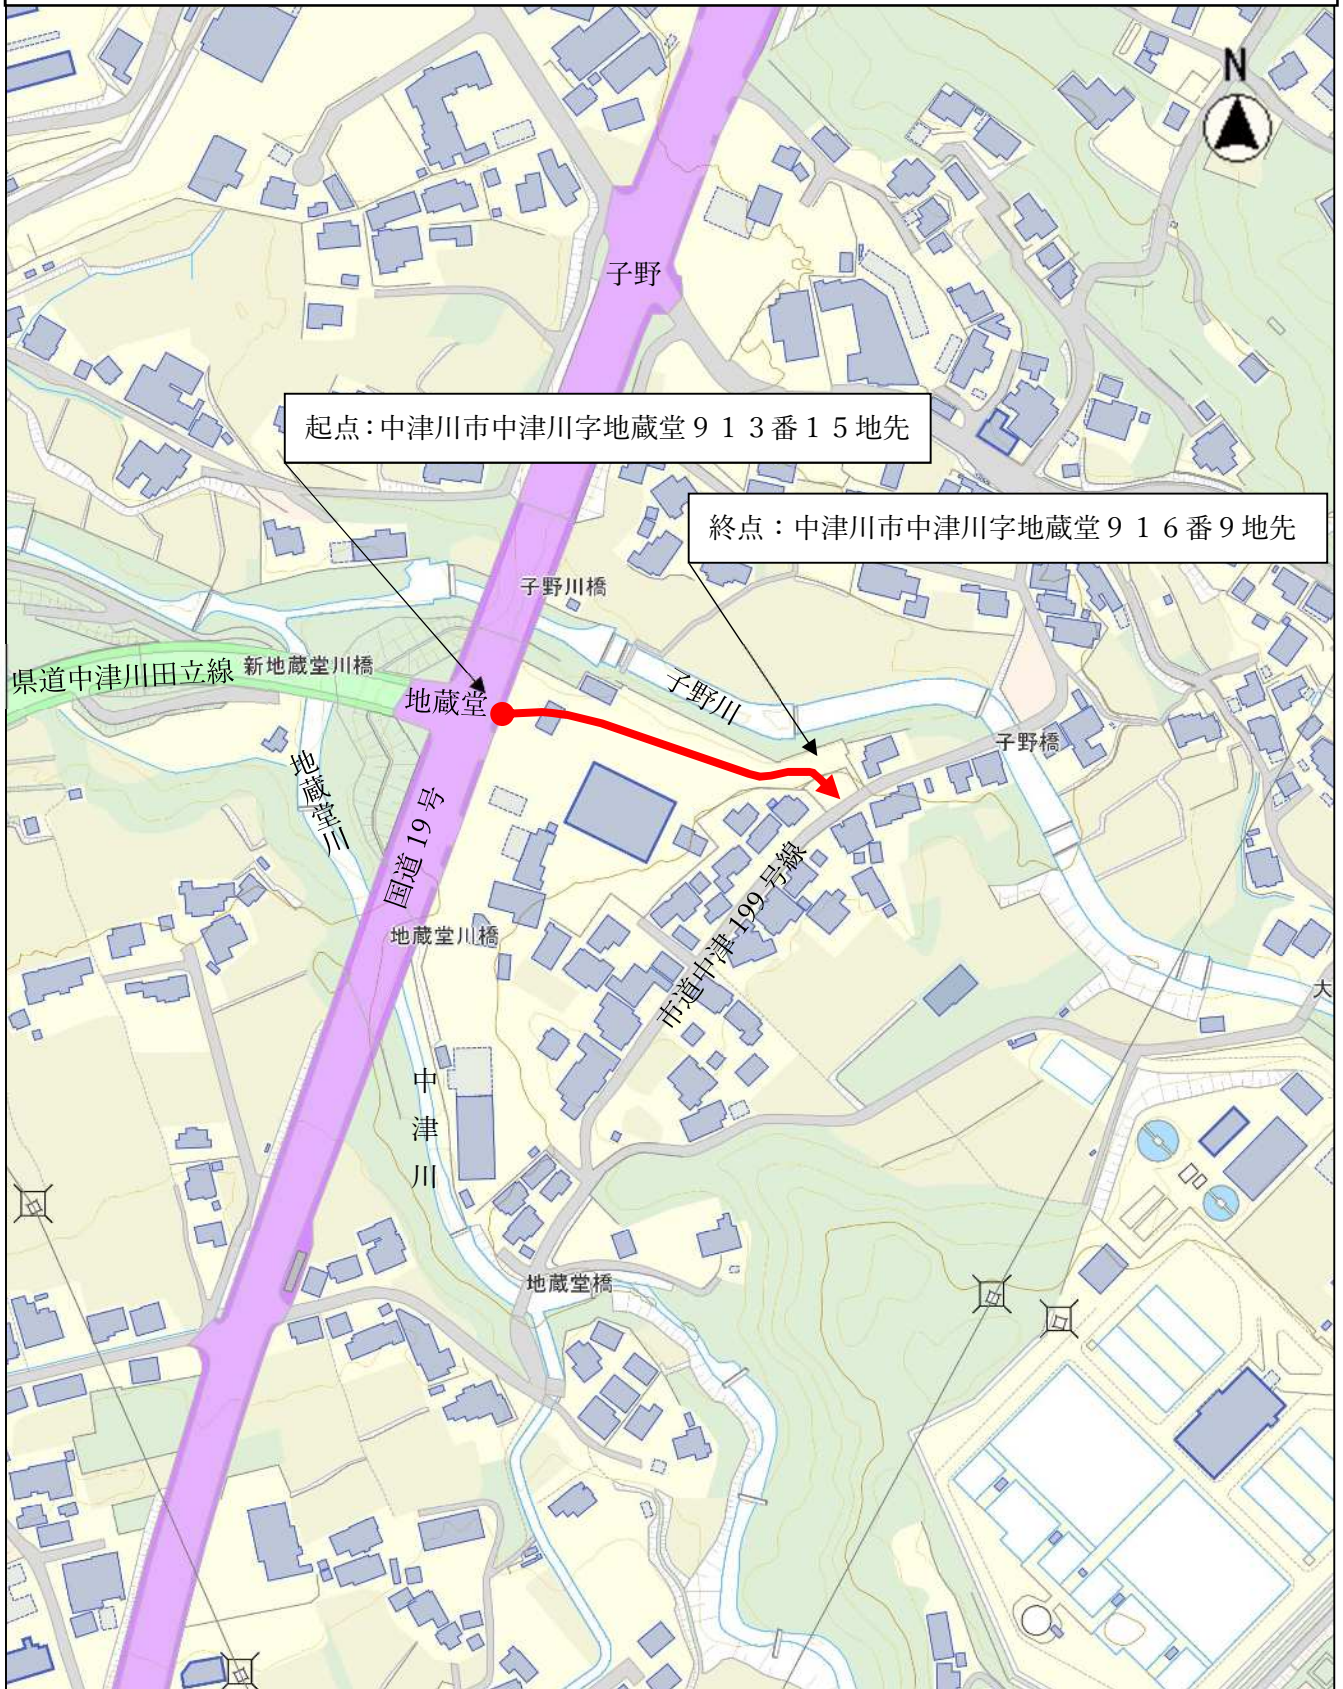 N
子野
起点：中津川市中津川字地蔵堂９１３番１５地先
終点：中津川市中津川字地蔵堂９１６番９地先
子野川橋
県道中津川田立線
新地蔵堂川橋
地蔵堂
子野川
子野橋
地蔵堂川
国道19号
市道中津199号線
地蔵堂川橋
大
中津川
地蔵堂橋